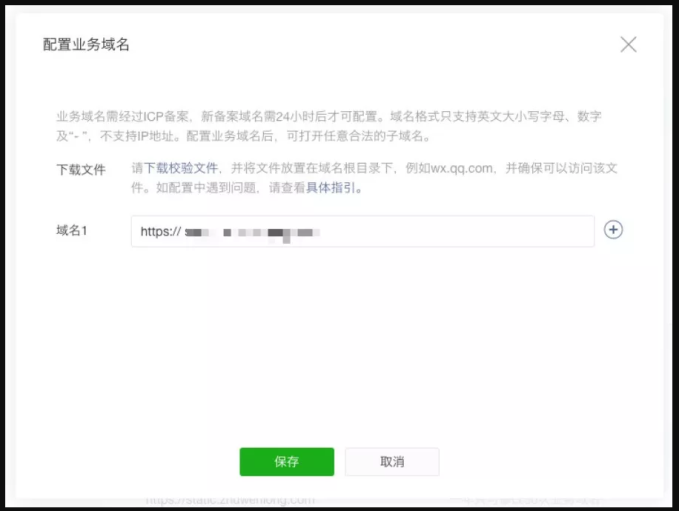 配置业务域名
业务域名需经过ICP备案，新备案域名需24小时后才可配置。域名格式只支持英文大小写字母、数字
及“- ”，不支持IP地址。配置业务域名后，可打开任意合法的子域名。
下载文件 请下载校验文件，并将文件放置在域名根目录下，例如wx.qq.com，并确保可以访问该文
件。如配置中遇到问题，请查看具体指引。
域名1 https://
保存 取消
https://static.zhuwenlong.com